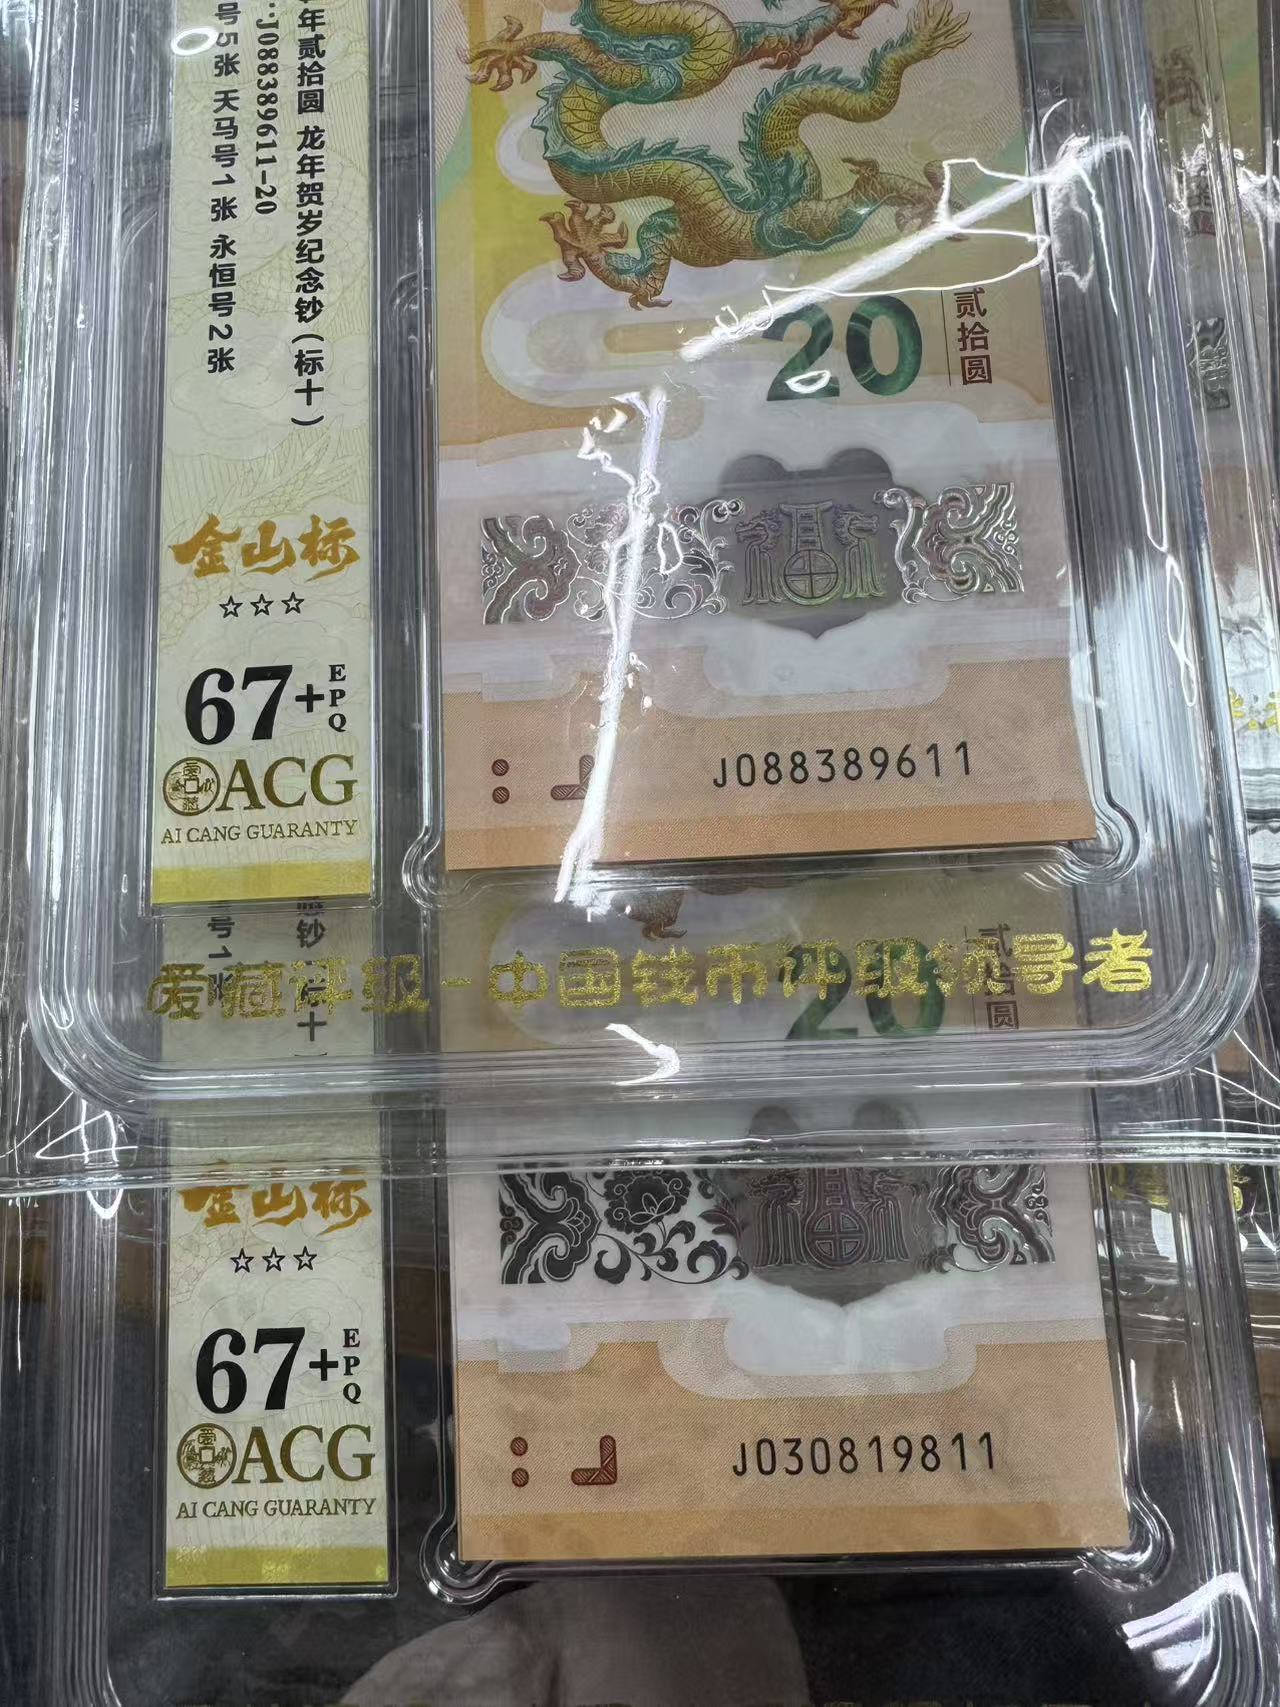 年贰拾圆 龙年贺岁纪念钞(标十)
:J088389611-20
号5张 天马号1张 永恒号2张
金山标
☆☆☆
67+
EPQ
ACG
AI CANG GUARANTY
20
贰拾圆
J088389611
爱藏评级-中国钱币评级领导者
20
贰拾圆
金山标
☆☆☆
67+
EPQ
ACG
AI CANG GUARANTY
J030819811